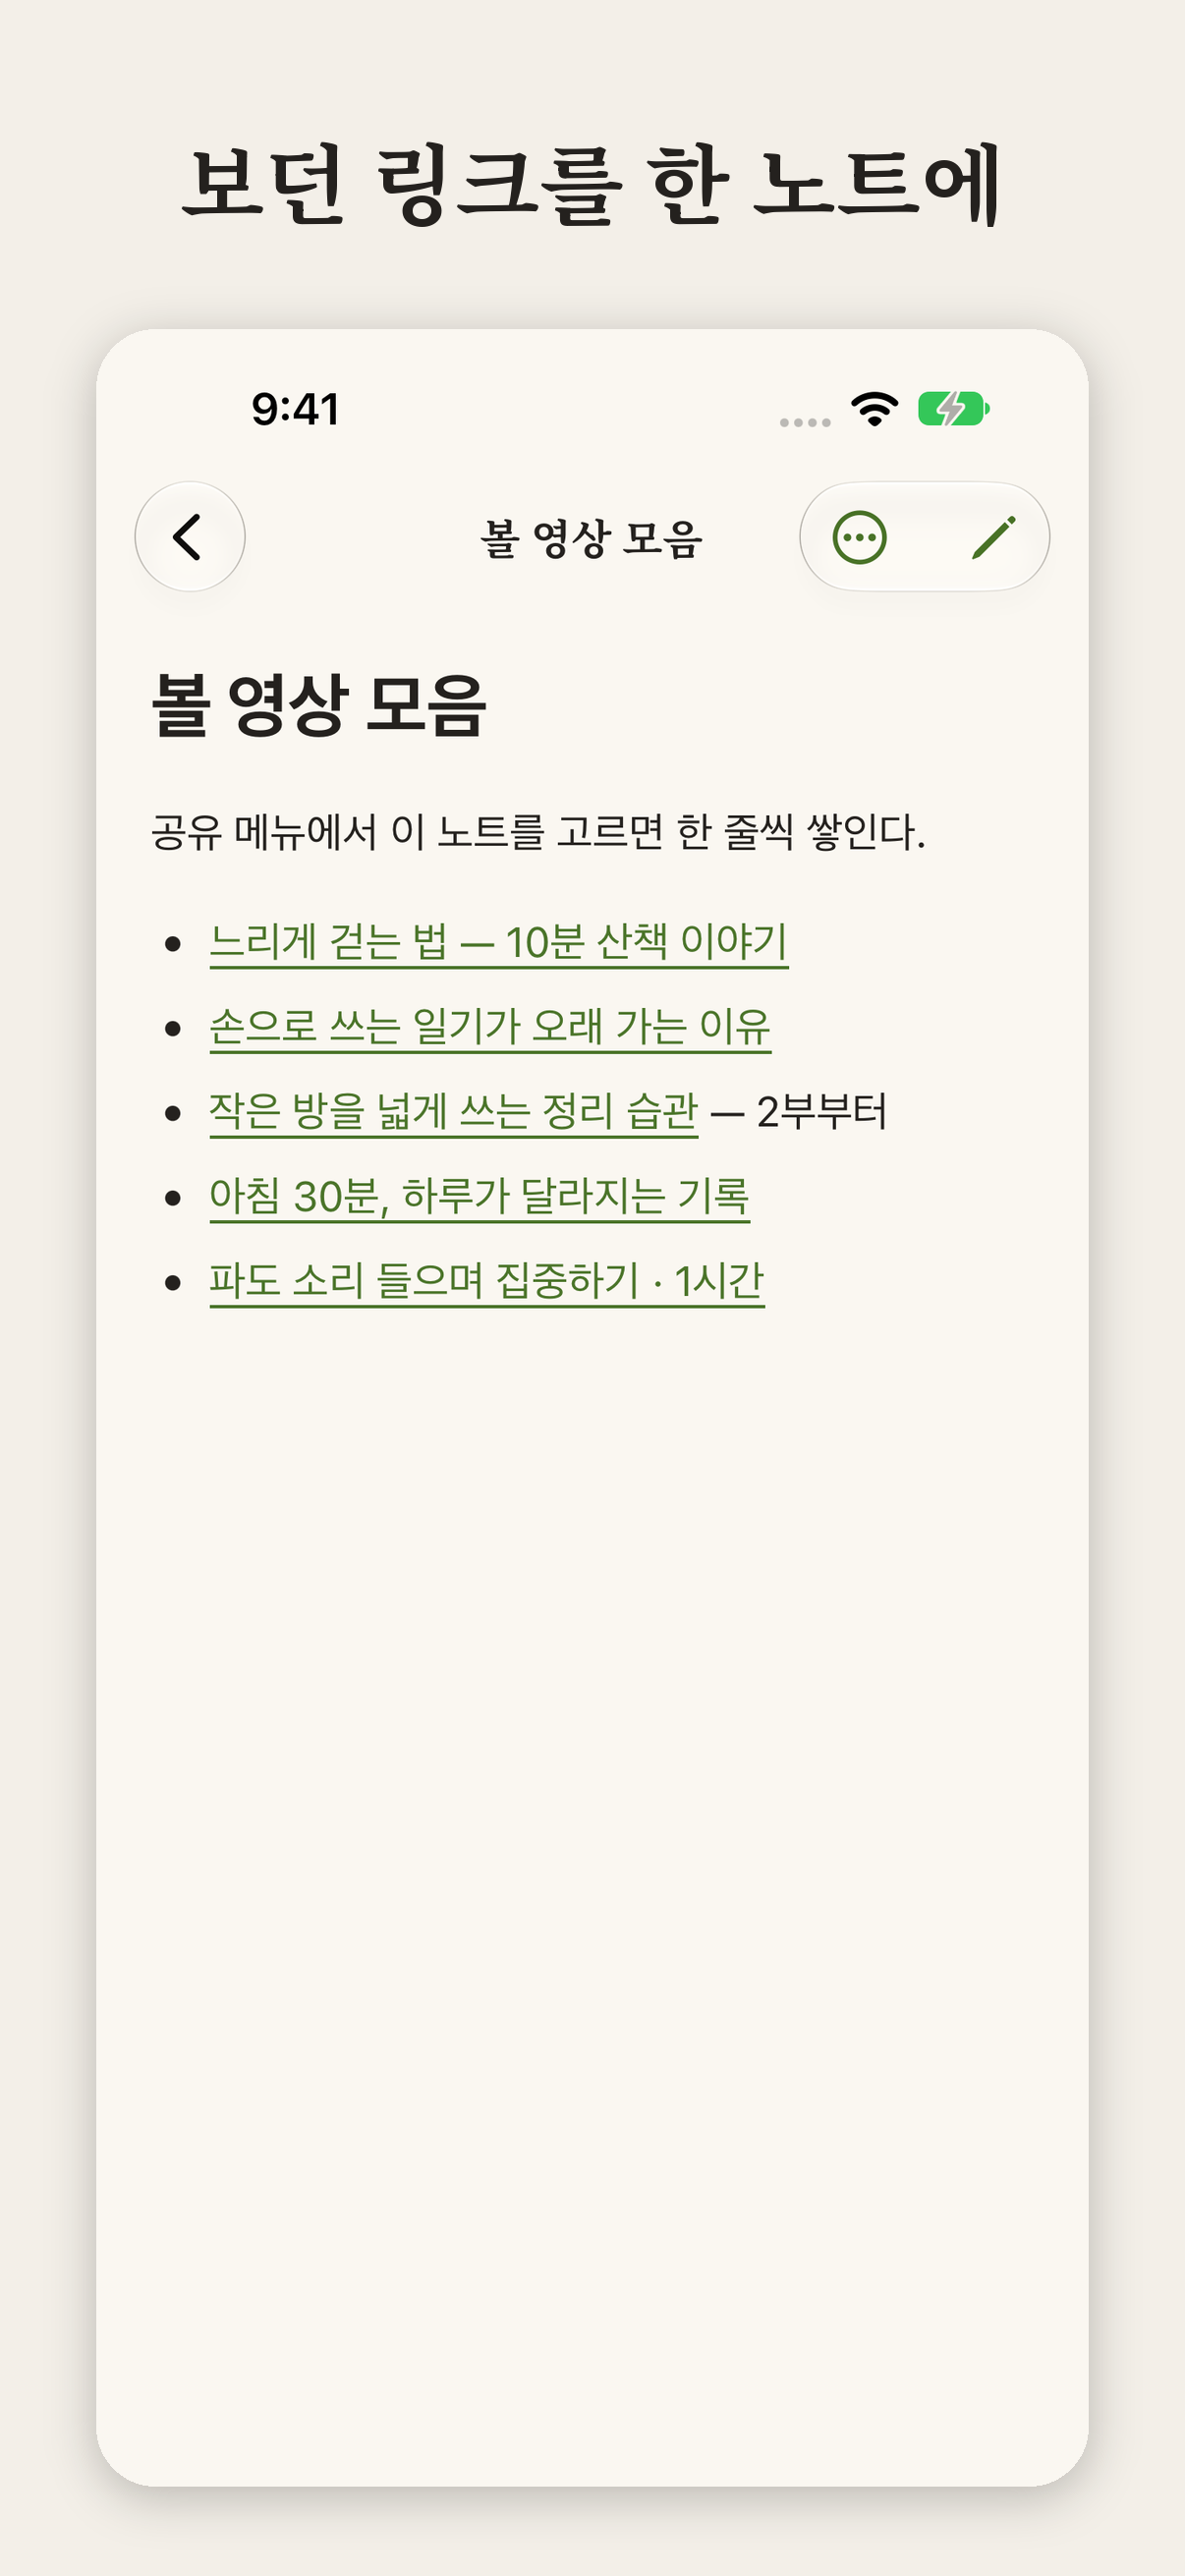 보던 링크를 한 노트에
9:41
볼 영상 모음
볼 영상 모음
공유 메뉴에서 이 노트를 고르면 한 줄씩 쌓인다.
• 느리게 걷는 법 — 10분 산책 이야기
• 손으로 쓰는 일기가 오래 가는 이유
• 작은 방을 넓게 쓰는 정리 습관 — 2부부터
• 아침 30분, 하루가 달라지는 기록
• 파도 소리 들으며 집중하기 · 1시간